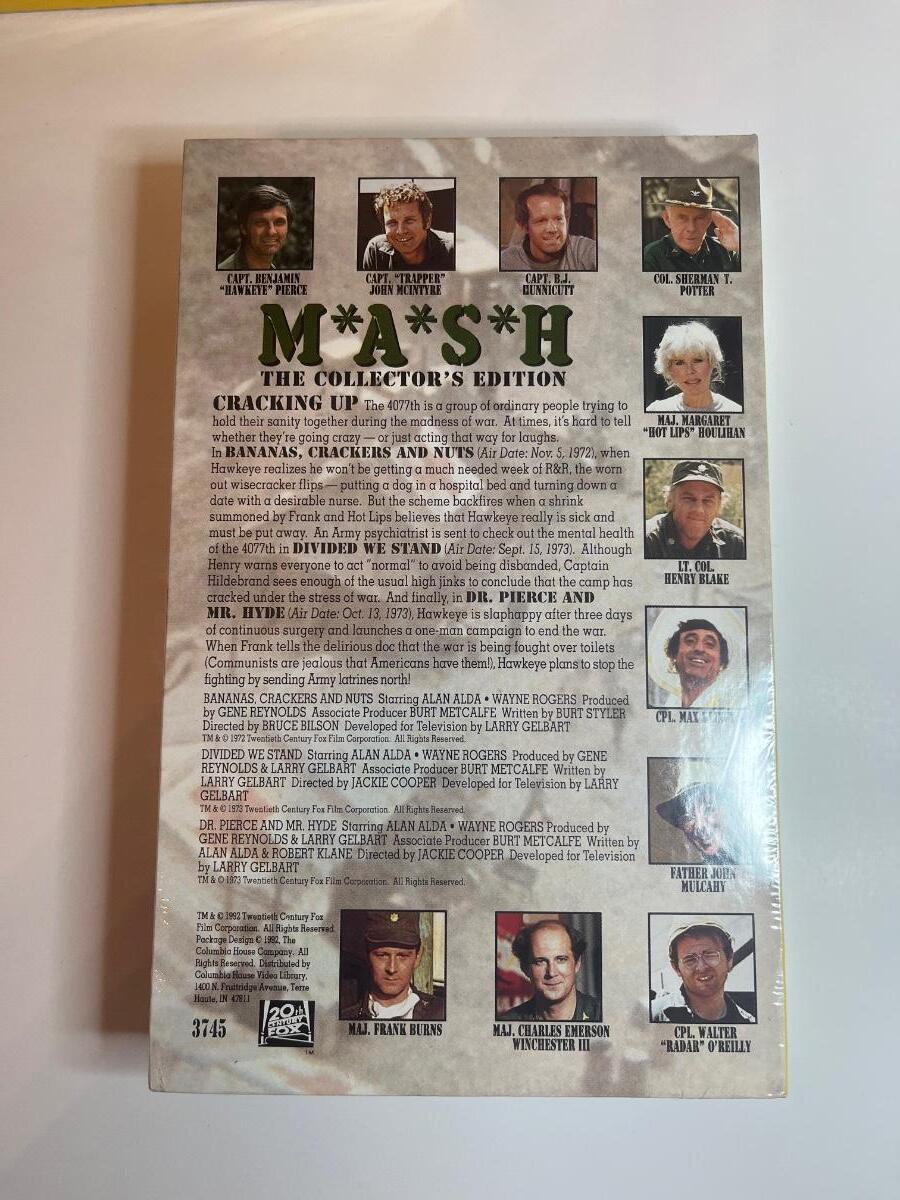 CAPT. BENJAMIN
"HAWKEYE" PIERCE
CAPT. "TRAPPER"
JOHN MCINTYRE
CAPT. B.J.
HUNNICUTT
COL. SHERMAN T.
POTTER
M*A*S*H
THE COLLECTOR'S EDITION
CRACKING UP The 4077th is a group of ordinary people trying to
hold their sanity together during the madness of war. At times, it's hard to tell
whether they're going crazy — or just acting that way for laughs.
In BANANAS, CRACKERS AND NUTS (Air Date: Nov. 5, 1972), when
Hawkeye realizes he won't be getting a much needed week of R&R, the worn
out wisecracker flips — putting a dog in a hospital bed and turning down a
date with a desirable nurse. But the scheme backfires when a shrink
summoned by Frank and Hot Lips believes that Hawkeye really is sick and
must be put away. An Army psychiatrist is sent to check out the mental health
of the 4077th in DIVIDED WE STAND (Air Date: Sept. 15, 1973). Although
Henry warns everyone to act "normal" to avoid being disbanded, Captain
Hildebrand sees enough of the usual high jinks to conclude that the camp has
cracked under the stress of war. And finally, in DR. PIERCE AND
MR. HYDE (Air Date: Oct. 13, 1973), Hawkeye is slaphappy after three days
of continuous surgery and launches a one-man campaign to end the war.
When Frank tells the delirious doc that the war is being fought over toilets
(Communists are jealous that Americans have them!), Hawkeye plans to stop the
fighting by sending Army latrines north!
BANANAS, CRACKERS AND NUTS Starring ALAN ALDA • WAYNE ROGERS Produced
by GENE REYNOLDS Associate Producer BURT METCALFE Written by BURT STYLER
Directed by BRUCE BILSON Developed for Television by LARRY GELBART
TM & © 1972 Twentieth Century Fox Film Corporation. All Rights Reserved.
DIVIDED WE STAND Starring ALAN ALDA • WAYNE ROGERS Produced by GENE
REYNOLDS & LARRY GELBART Associate Producer BURT METCALFE Written by
LARRY GELBART Directed by JACKIE COOPER Developed for Television by LARRY
GELBART
TM & © 1973 Twentieth Century Fox Film Corporation. All Rights Reserved.
DR. PIERCE AND MR. HYDE Starring ALAN ALDA • WAYNE ROGERS Produced by
GENE REYNOLDS & LARRY GELBART Associate Producer BURT METCALFE Written by
ALAN ALDA & ROBERT KLANE Directed by JACKIE COOPER Developed for Television
by LARRY GELBART
TM & © 1973 Twentieth Century Fox Film Corporation. All Rights Reserved.
MAJ. MARGARET
"HOT LIPS" HOULIHAN
LT. COL.
HENRY BLAKE
CPL. MAX
FATHER JOHN
MULCAHY
TM & © 1992 Twentieth Century Fox
Film Corporation. All Rights Reserved.
Package Design © 1992, The
Columbia House Company. All
Rights Reserved. Distributed by
Columbia House Video Library,
1400 N. Fruitridge Avenue, Terre
Haute, IN 47811
3745
20th
CENTURY
FOX
TM
MAJ. FRANK BURNS
MAJ. CHARLES EMERSON
WINCHESTER III
CPL. WALTER
"RADAR" O'REILLY